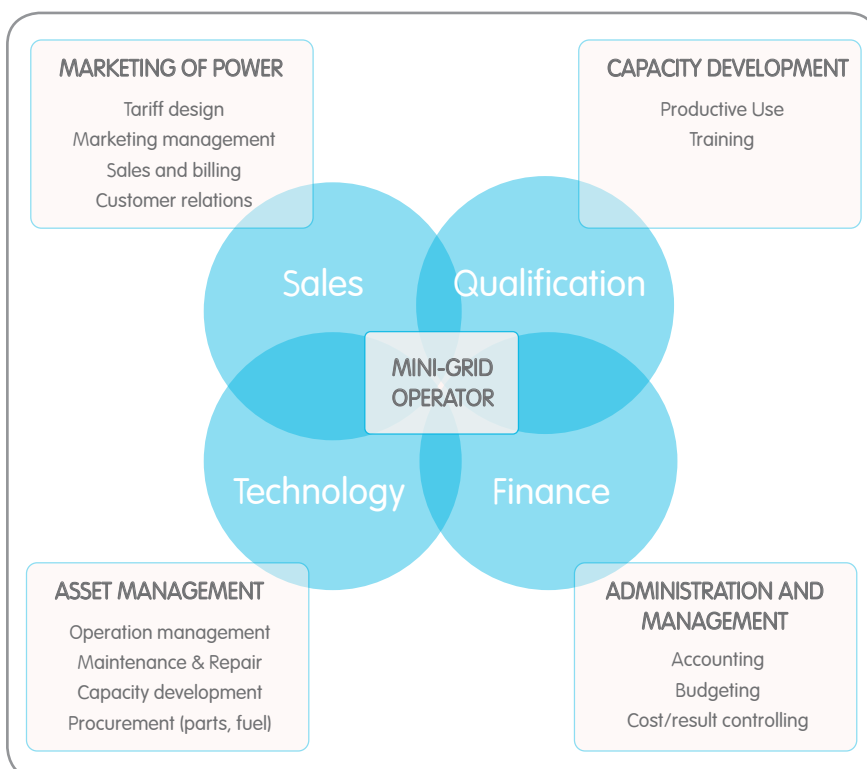 MARKETING OF POWER
Tariff design
Marketing management
Sales and billing
Customer relations
CAPACITY DEVELOPMENT
Productive Use
Training
Sales
Qualification
MINI-GRID
OPERATOR
Technology
Finance
ASSET MANAGEMENT
Operation management
Maintenance & Repair
Capacity development
Procurement (parts, fuel)
ADMINISTRATION AND
MANAGEMENT
Accounting
Budgeting
Cost/result controlling